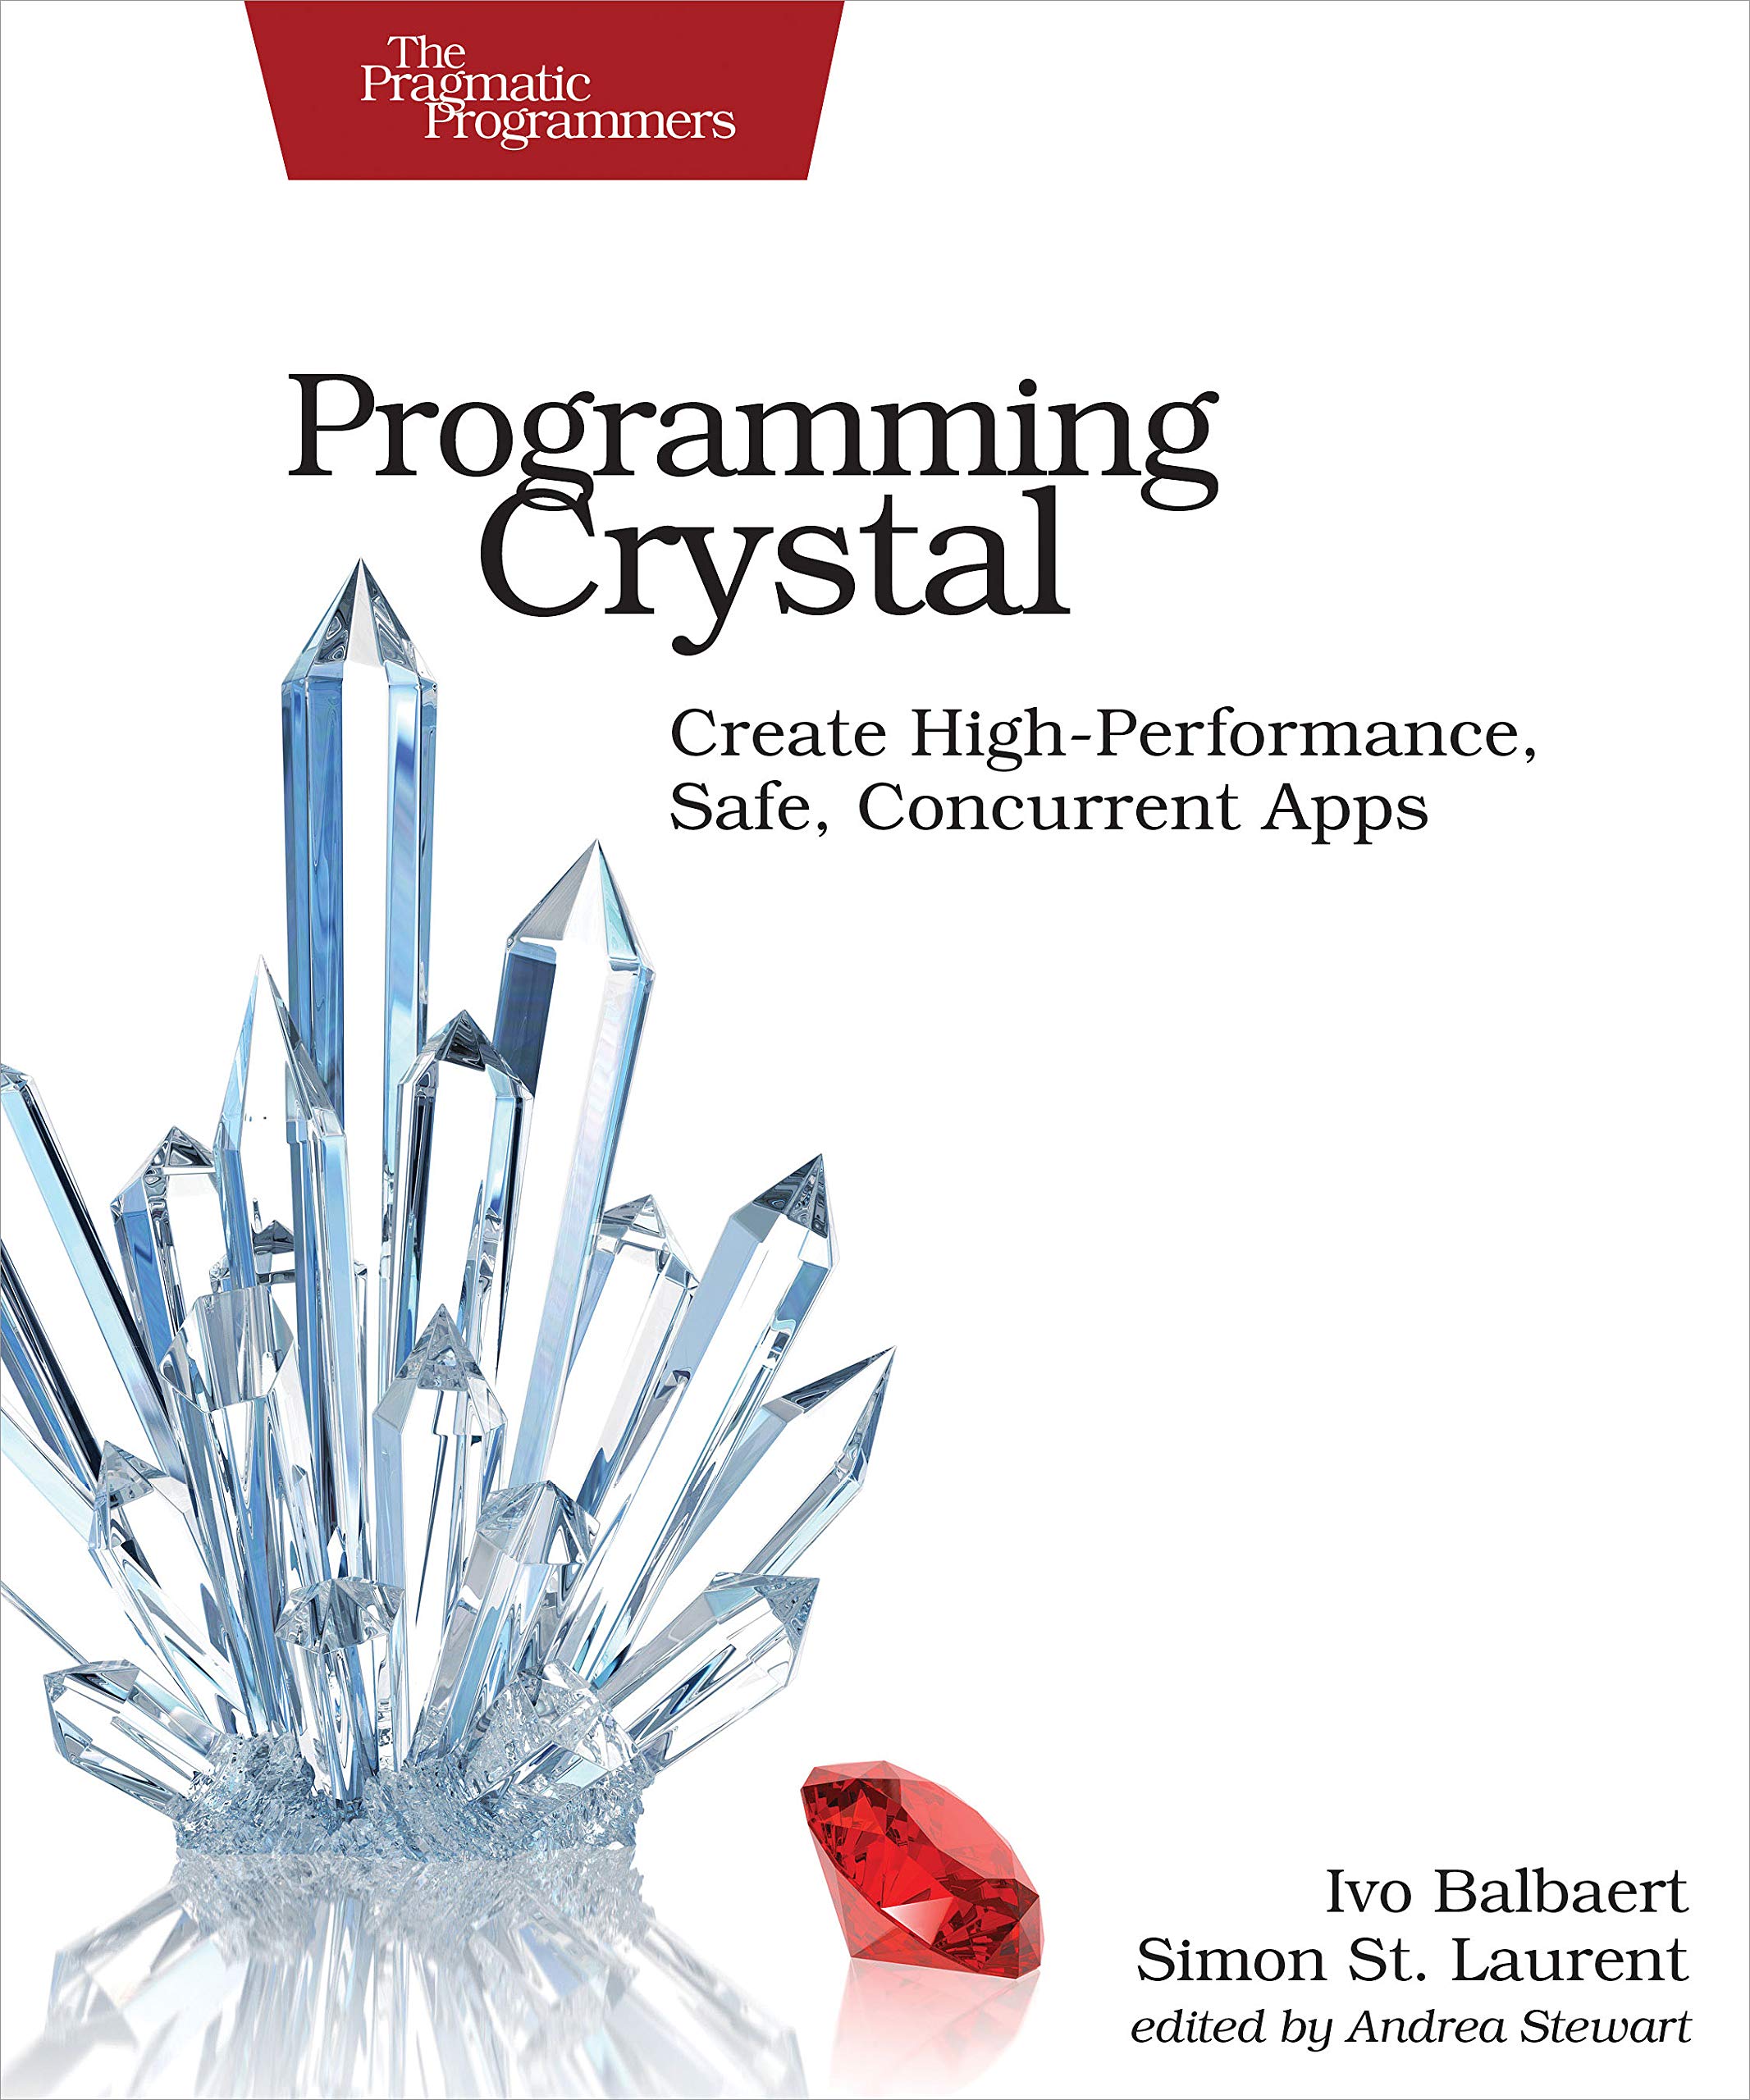 The
Pragmatic
Programmers
Programming
Crystal
Create High-Performance,
Safe, Concurrent Apps
Ivo Balbaert
Simon St. Laurent
edited by Andrea Stewart